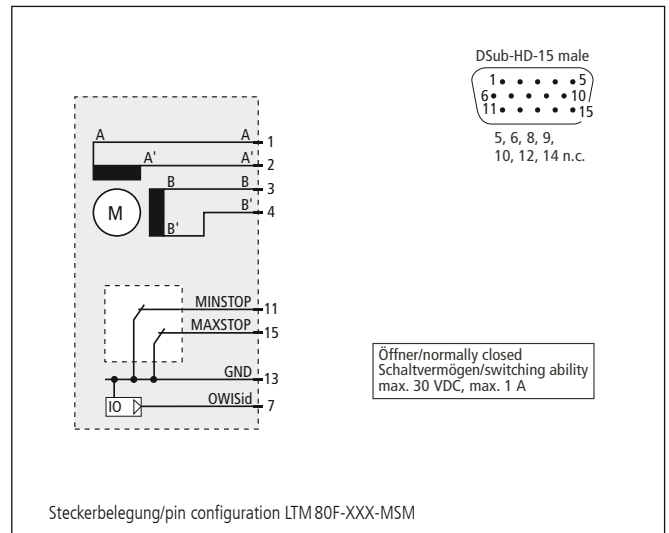 DSub-HD-15 male
1 5
6 10
11 15
5, 6, 8, 9,
10, 12, 14 n.c.
A A 1
A' A' 2
B B 3
B' 4
M
B'
MINSTOP 11
MAXSTOP 15
GND 13
IO OWISid 7
Öffner/normally closed
Schaltvermögen/switching ability
max. 30 VDC, max. 1 A
Steckerbelegung/pin configuration LTM 80F-XXX-MSM